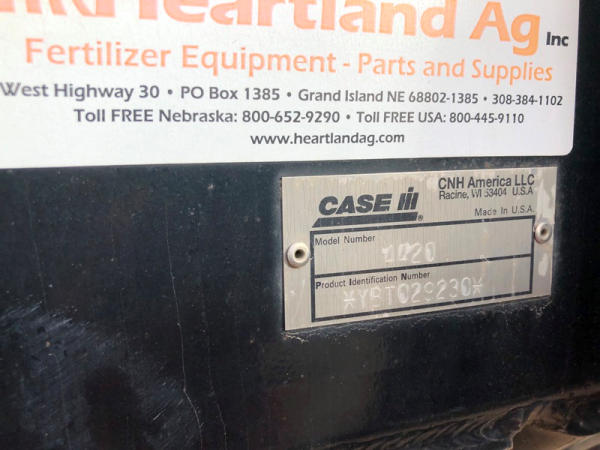 Heartland Ag Inc
Fertilizer Equipment - Parts and Supplies
West Highway 30 • PO Box 1385 • Grand Island NE 68802-1385 • 308-384-1102
Toll FREE Nebraska: 800-652-9290 • Toll FREE USA: 800-445-9110
www.heartlandag.com
CASE IH
CNH America LLC
Racine, WI 53404 U.S.A.
Made in U.S.A.
Model Number
Product Identification Number